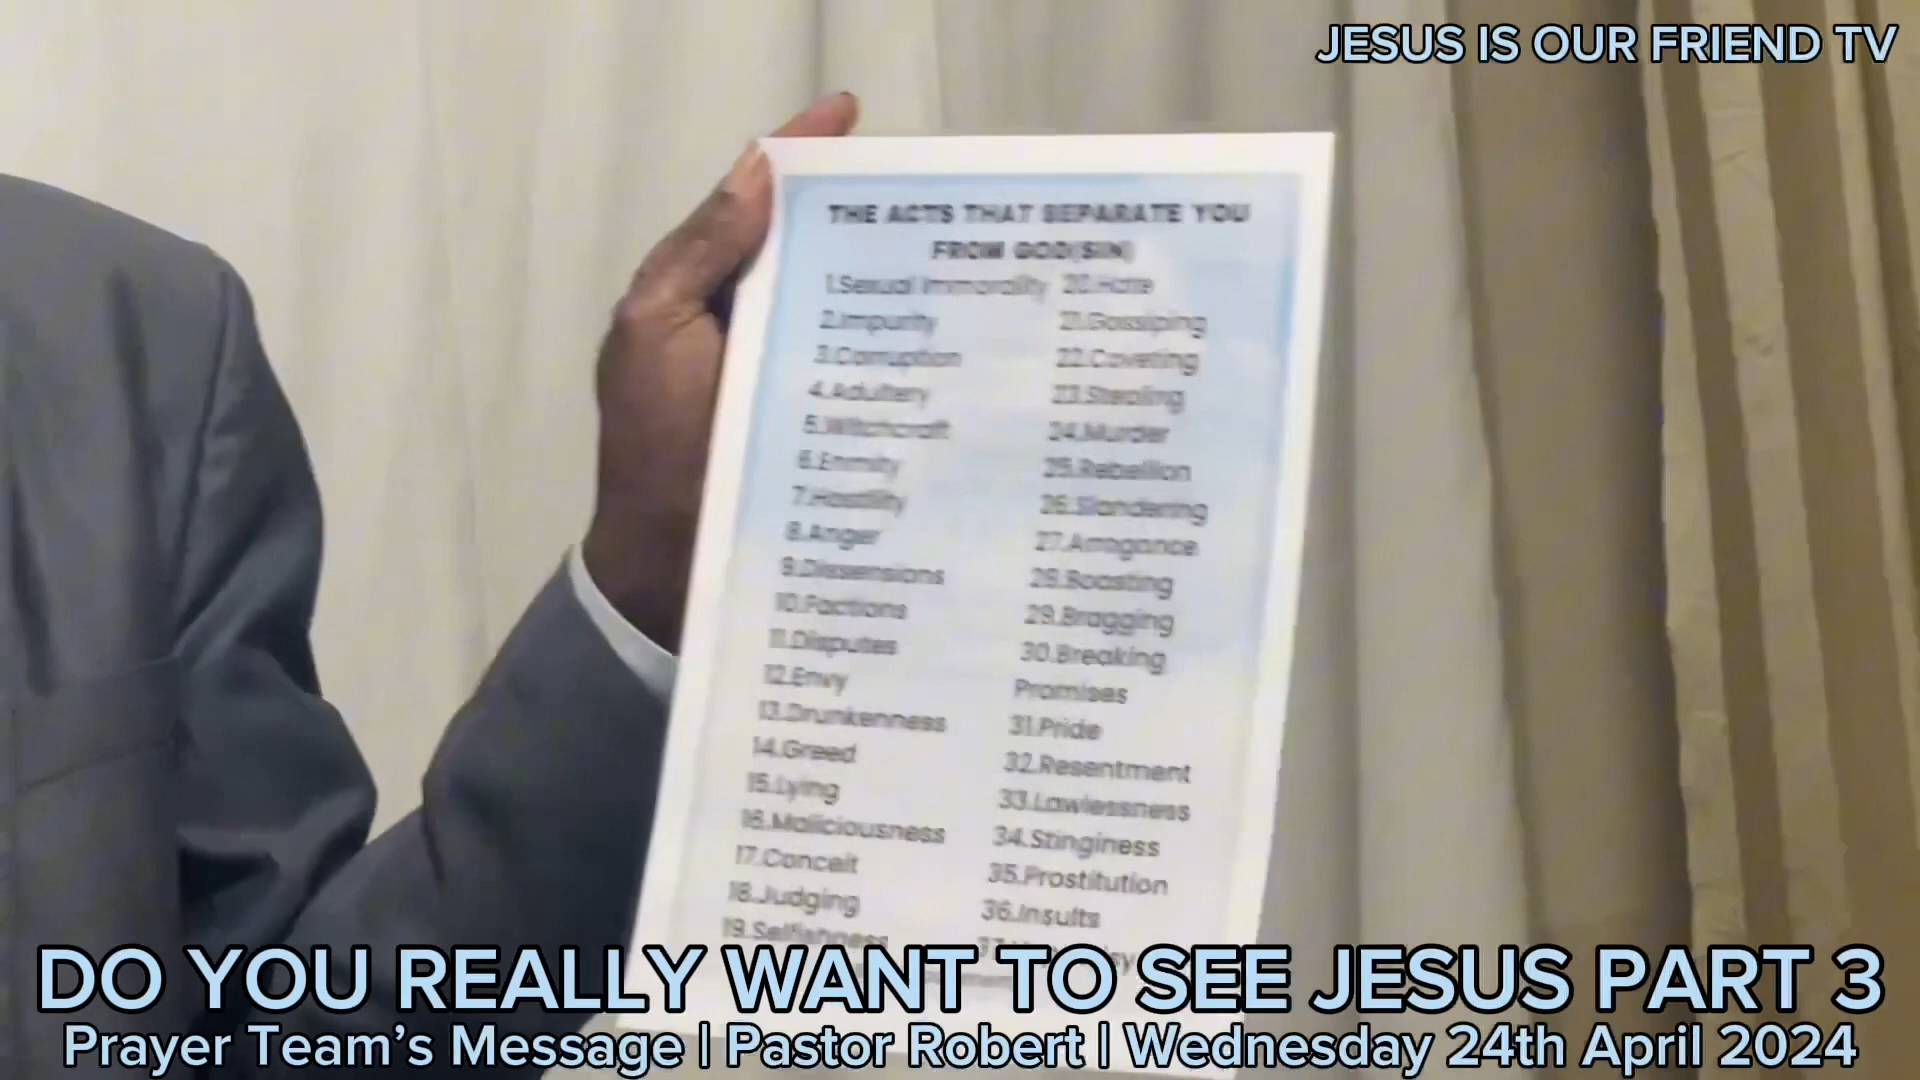 JESUS IS OUR FRIEND TV
THE ACTS THAT SEPARATE YOU
FROM GOD(SIN)
1.Sexual Immorality
2.Impurity
3.Corruption
4.Adultery
5.Witchcraft
6.Enmity
7.Hostility
8.Anger
9.Dissensions
10.Factions
11.Disputes
12.Envy
13.Drunkenness
14.Greed
15.Lying
16.Maliciousness
17.Conceit
18.Judging
19.Selfishness
20.Hate
21.Gossiping
22.Coveting
23.Stealing
24.Murder
25.Rebellion
26.Slandering
27.Arrogance
28.Boasting
29.Bragging
30.Breaking
Promises
31.Pride
32.Resentment
33.Lawlessness
34.Stinginess
35.Prostitution
36.Insults
DO YOU REALLY WANT TO SEE JESUS PART 3
Prayer Team’s Message | Pastor Robert | Wednesday 24th April 2024